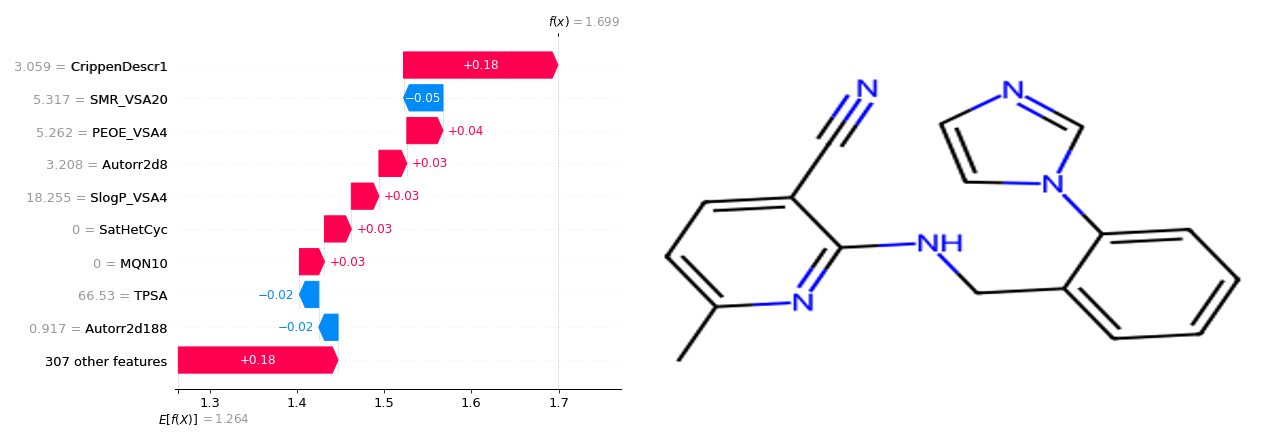 f(x) = 1.699
3.059 = CrippenDescr1
+0.18
5.317 = SMR_VSA20
−0.05
5.262 = PEOE_VSA4
+0.04
3.208 = Autorr2d8
+0.03
18.255 = SlogP_VSA4
+0.03
0 = SatHetCyc
+0.03
0 = MQN10
+0.03
66.53 = TPSA
−0.02
0.917 = Autorr2d188
−0.02
307 other features
+0.18
1.3 1.4 1.5 1.6 1.7
E[f(X)] = 1.264
N
N
N
NH
N